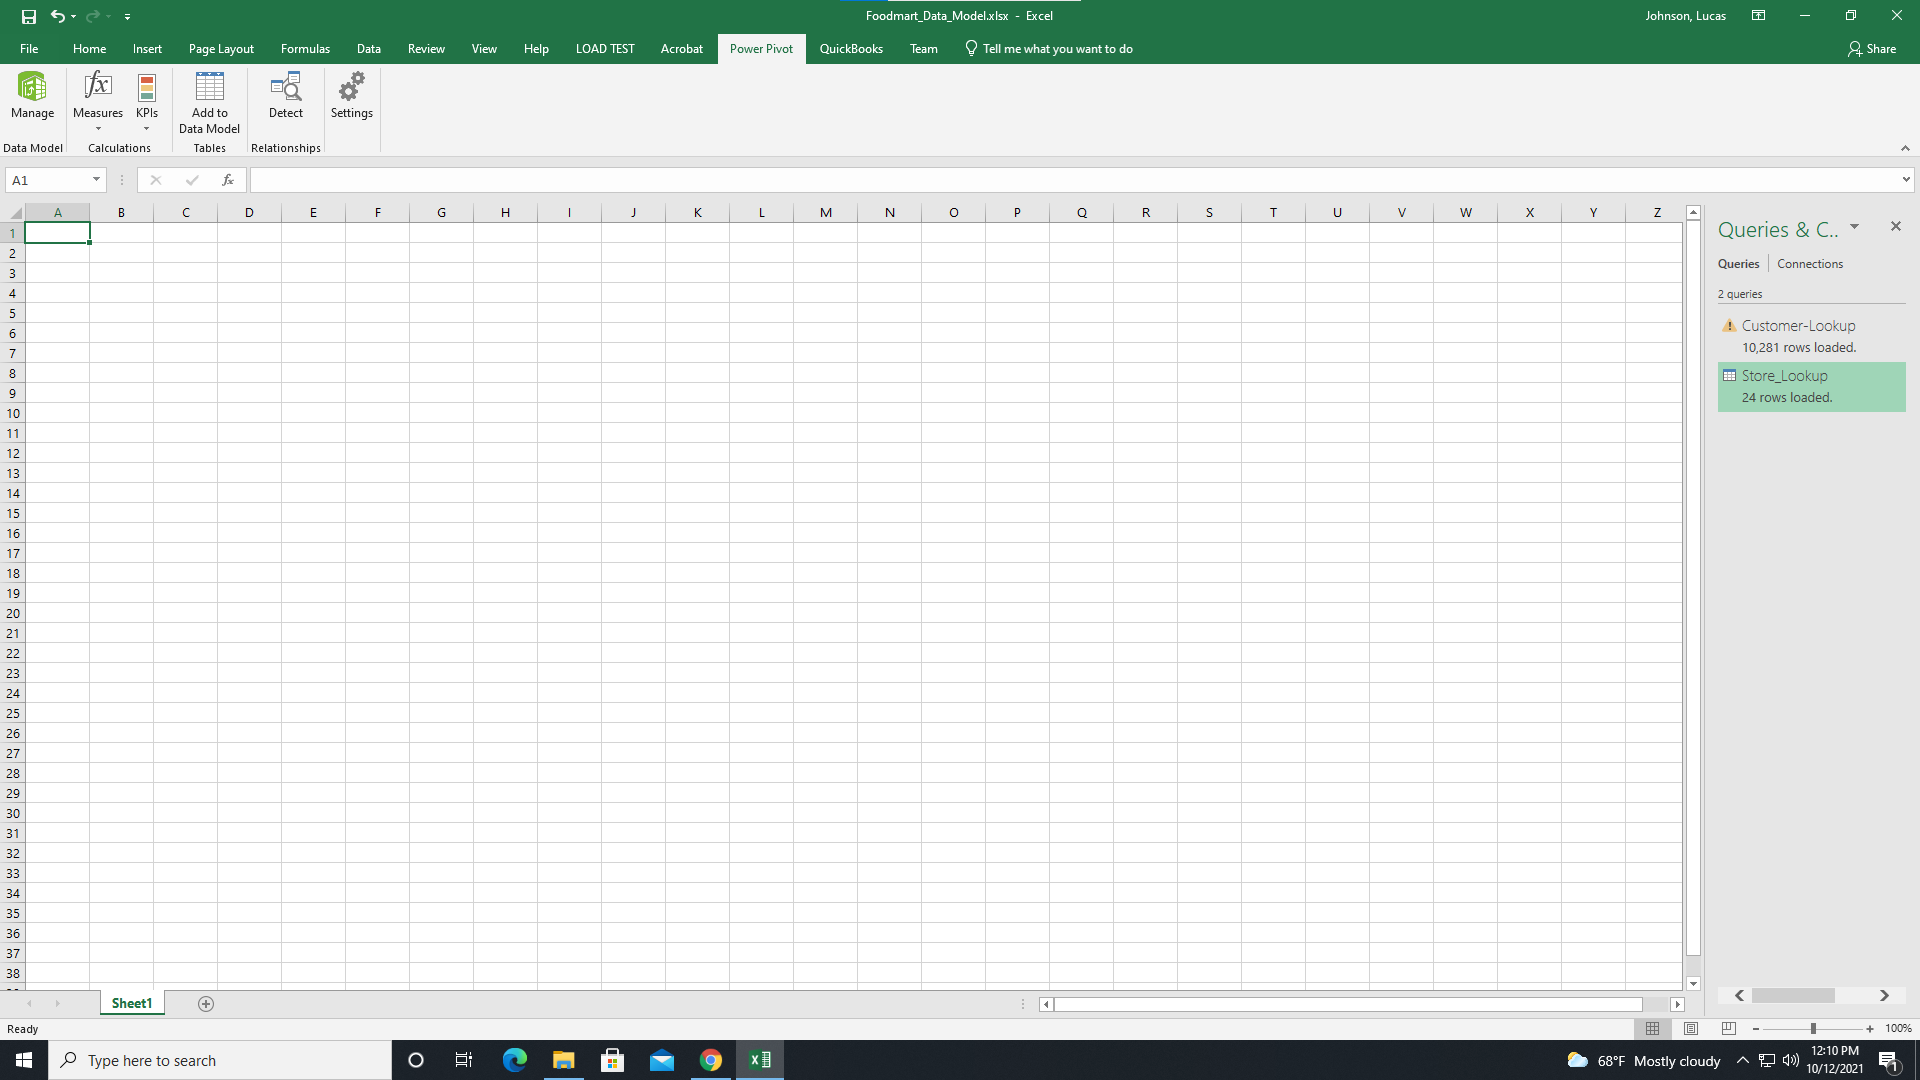 Foodmart_Data_Model.xlsx - Excel
Johnson, Lucas
File Home Insert Page Layout Formulas Data Review View Help LOAD TEST Acrobat Power Pivot QuickBooks Team Tell me what you want to do Share
Manage Measures KPIs Add to Data Model Detect Settings
Data Model Calculations Tables Relationships
A1 fx
A B C D E F G H I J K L M N O P Q R S T U V W X Y Z
1
2
3
4
5
6
7
8
9
10
11
12
13
14
15
16
17
18
19
20
21
22
23
24
25
26
27
28
29
30
31
32
33
34
35
36
37
38
Queries & C..
Queries Connections
2 queries
Customer-Lookup
10,281 rows loaded.
Store_Lookup
24 rows loaded.
Sheet1
Ready
100%
Type here to search
68°F Mostly cloudy
12:10 PM
10/12/2021
1